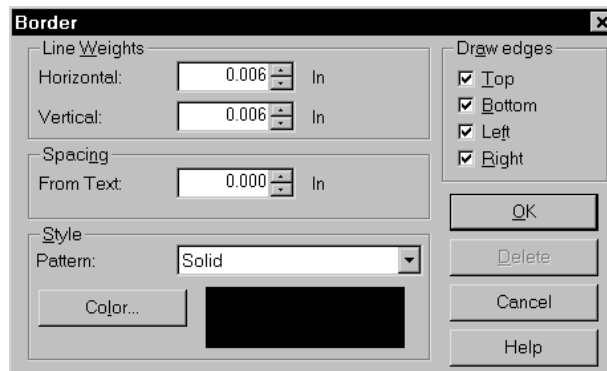 Border
Line Weights
Horizontal: 0.006 In
Vertical: 0.006 In
Spacing
From Text: 0.000 In
Style
Pattern: Solid
Color...
Draw edges
Top
Bottom
Left
Right
OK
Delete
Cancel
Help